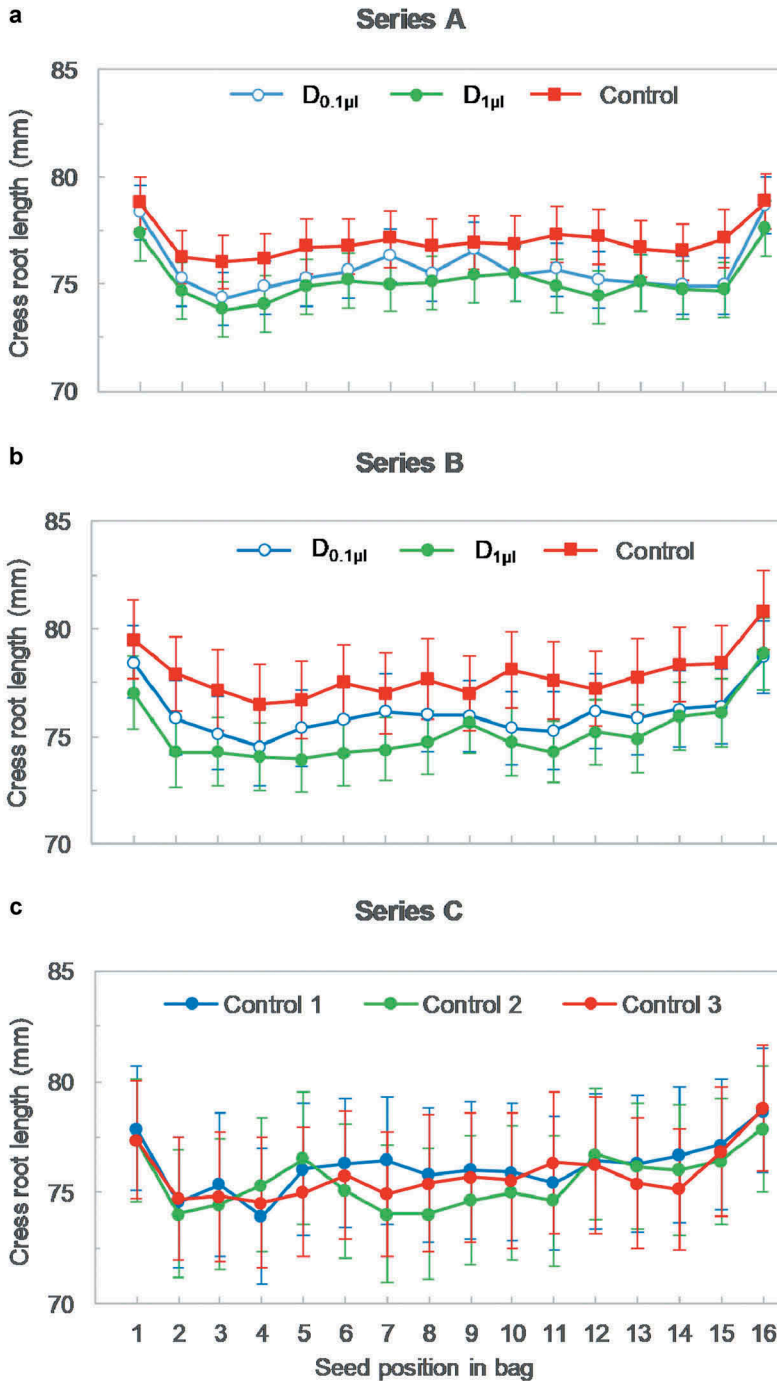 a
Series A
85
80
75
70
Cress root length (mm)
D0.1µl D1µl Control
b
Series B
85
80
75
70
Cress root length (mm)
D0.1µl D1µl Control
c
Series C
85
80
75
70
Cress root length (mm)
Control 1 Control 2 Control 3
1 2 3 4 5 6 7 8 9 10 11 12 13 14 15 16
Seed position in bag